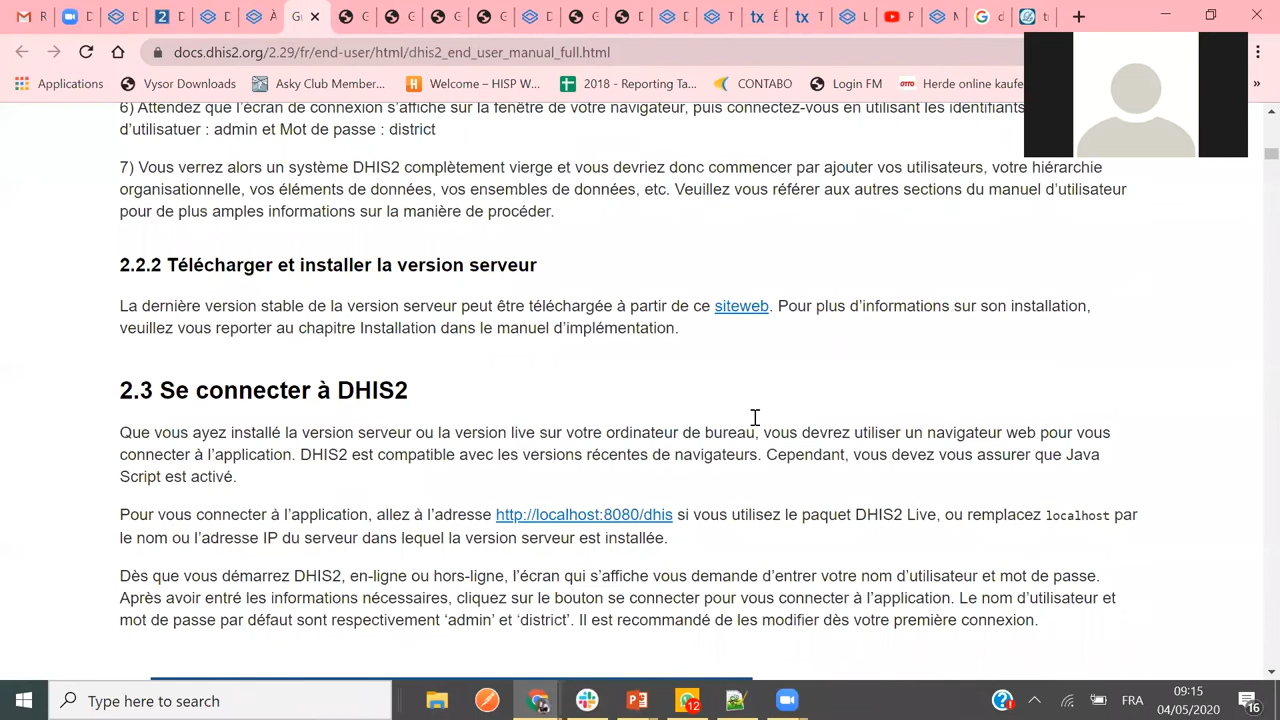 R
D
2 D
D
À
Gu
G
G
G
G
D
G
D
D
T
tx É
tx T
L
P
M
d
t
docs.dhis2.org/2.29/fr/end-user/html/dhis2_end_user_manual_full.html
Applications
Vysor Downloads
Asky Club Member...
Welcome – HISP W...
2018 - Reporting Ta...
CONTABO
Login FM
OTTO
Herde online kaufe
»
6) Attendez que l’écran de connexion s’affiche sur la fenêtre de votre navigateur, puis connectez-vous en utilisant les identifiants
d’utilisatuer : admin et Mot de passe : district
7) Vous verrez alors un système DHIS2 complètement vierge et vous devriez donc commencer par ajouter vos utilisateurs, votre hiérarchie
organisationnelle, vos éléments de données, vos ensembles de données, etc. Veuillez vous référer aux autres sections du manuel d’utilisateur
pour de plus amples informations sur la manière de procéder.
2.2.2 Télécharger et installer la version serveur
La dernière version stable de la version serveur peut être téléchargée à partir de ce siteweb. Pour plus d’informations sur son installation,
veuillez vous reporter au chapitre Installation dans le manuel d’implémentation.
2.3 Se connecter à DHIS2
Que vous ayez installé la version serveur ou la version live sur votre ordinateur de bureau, vous devrez utiliser un navigateur web pour vous
connecter à l’application. DHIS2 est compatible avec les versions récentes de navigateurs. Cependant, vous devez vous assurer que Java
Script est activé.
Pour vous connecter à l’application, allez à l’adresse http://localhost:8080/dhis si vous utilisez le paquet DHIS2 Live, ou remplacez localhost par
le nom ou l’adresse IP du serveur dans lequel la version serveur est installée.
Dès que vous démarrez DHIS2, en-ligne ou hors-ligne, l’écran qui s’affiche vous demande d’entrer votre nom d’utilisateur et mot de passe.
Après avoir entré les informations nécessaires, cliquez sur le bouton se connecter pour vous connecter à l’application. Le nom d’utilisateur et
mot de passe par défaut sont respectivement ‘admin’ et ‘district’. Il est recommandé de les modifier dès votre première connexion.
Type here to search
12
FRA
09:15
04/05/2020
16